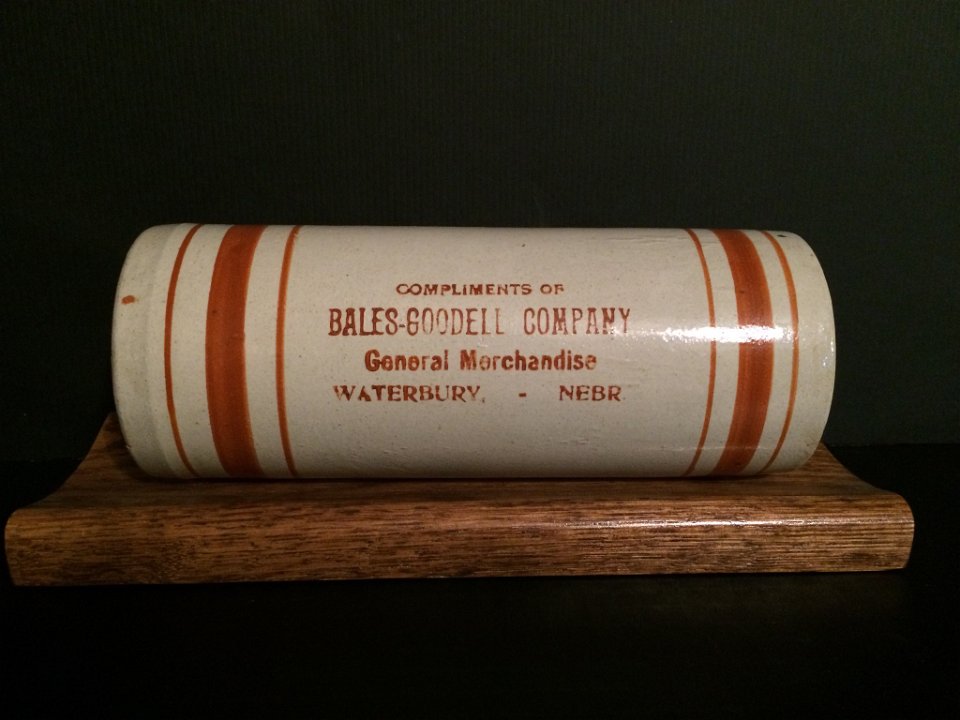 COMPLIMENTS OF
BALES-GOODELL COMPANY
General Merchandise
WATERBURY, - NEBR.